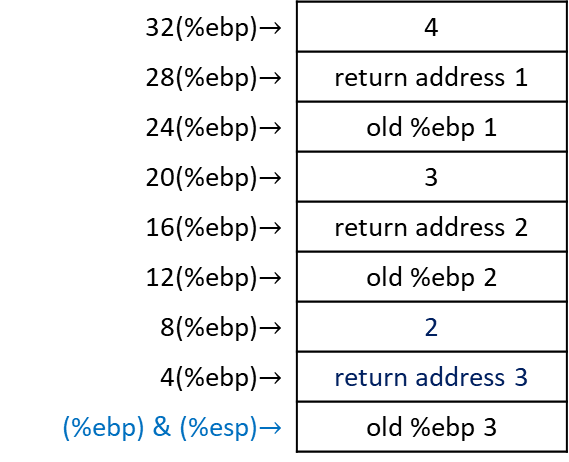 32(%ebp)→ 4
28(%ebp)→ return address 1
24(%ebp)→ old %ebp 1
20(%ebp)→ 3
16(%ebp)→ return address 2
12(%ebp)→ old %ebp 2
8(%ebp)→ 2
4(%ebp)→ return address 3
(%ebp) & (%esp)→ old %ebp 3